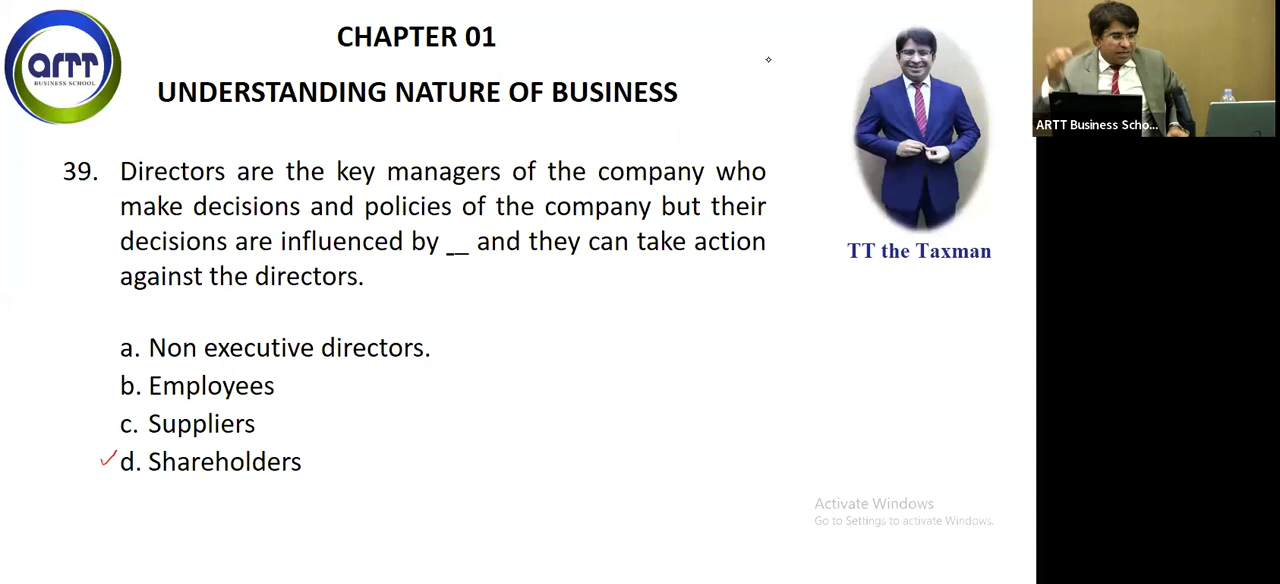 ARTT
BUSINESS SCHOOL
CHAPTER 01
UNDERSTANDING NATURE OF BUSINESS
39. Directors are the key managers of the company who
make decisions and policies of the company but their
decisions are influenced by __ and they can take action
against the directors.
a. Non executive directors.
b. Employees
c. Suppliers
d. Shareholders
TT the Taxman
ARTT Business Scho...
Activate Windows
Go to Settings to activate Windows.